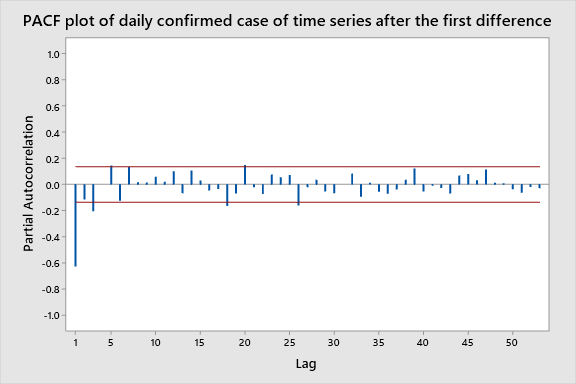 PACF plot of daily confirmed case of time series after the first difference
Partial Autocorrelation
1.0
0.8
0.6
0.4
0.2
0.0
-0.2
-0.4
-0.6
-0.8
-1.0
1 5 10 15 20 25 30 35 40 45 50
Lag